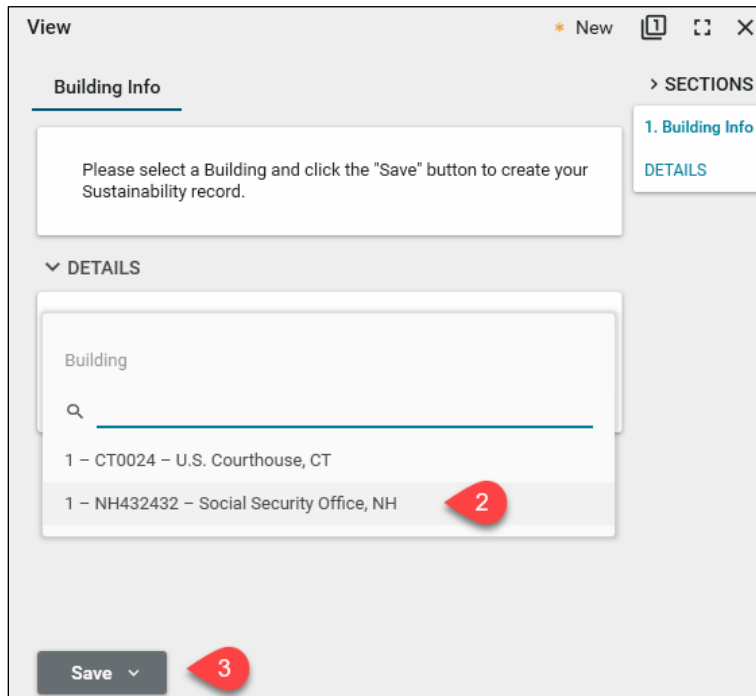 View
* New
1
Building Info
> SECTIONS
1. Building Info
DETAILS
Please select a Building and click the "Save" button to create your
Sustainability record.
DETAILS
Building
1 – CT0024 – U.S. Courthouse, CT
1 – NH432432 – Social Security Office, NH
2
Save
3